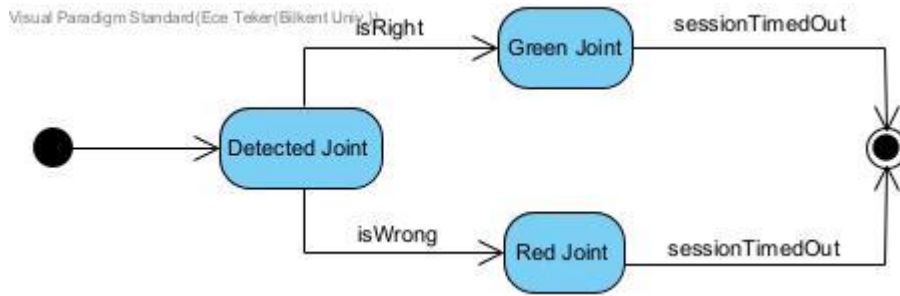 Visual Paradigm Standard(Ece Teker(Bilkent Univ.))
isRight
Green Joint
sessionTimedOut
Detected Joint
isWrong
Red Joint
sessionTimedOut